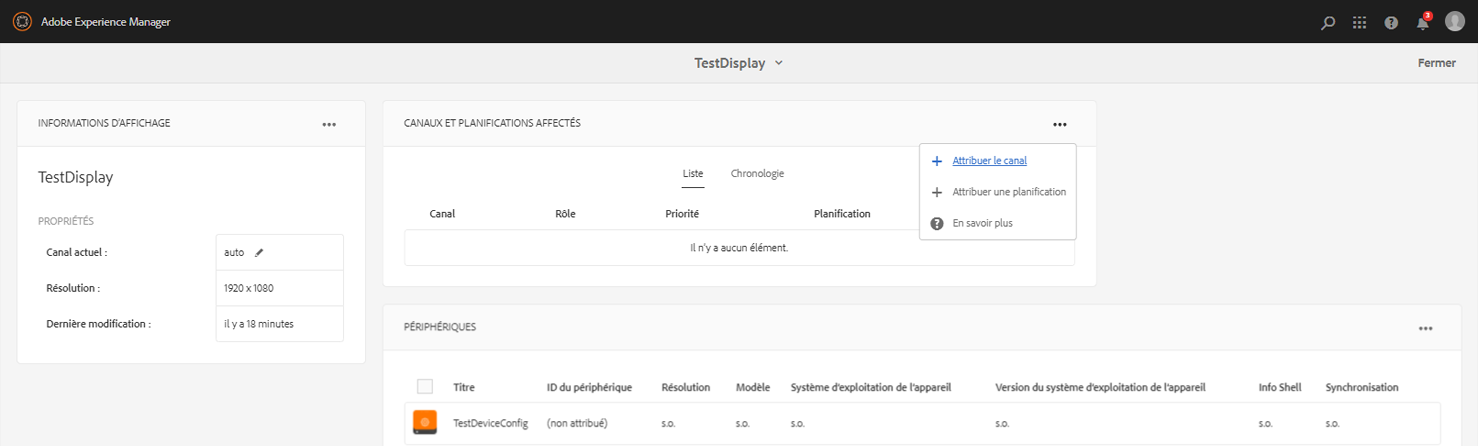 Adobe Experience Manager
3
TestDisplay
Fermer
INFORMATIONS D'AFFICHAGE
TestDisplay
PROPRIÉTÉS
Canal actuel : auto
Résolution : 1920 x 1080
Dernière modification : il y a 18 minutes
CANAUX ET PLANIFICATIONS AFFECTÉS
Attribuer le canal
Attribuer une planification
En savoir plus
Liste Chronologie
Canal Rôle Priorité Planification
Il n'y a aucun élément.
PÉRIPHÉRIQUES
Titre ID du périphérique Résolution Modèle Système d'exploitation de l'appareil Version du système d'exploitation de l'appareil Info Shell Synchronisation
TestDeviceConfig (non attribué) s.o. s.o. s.o. s.o. s.o. s.o.